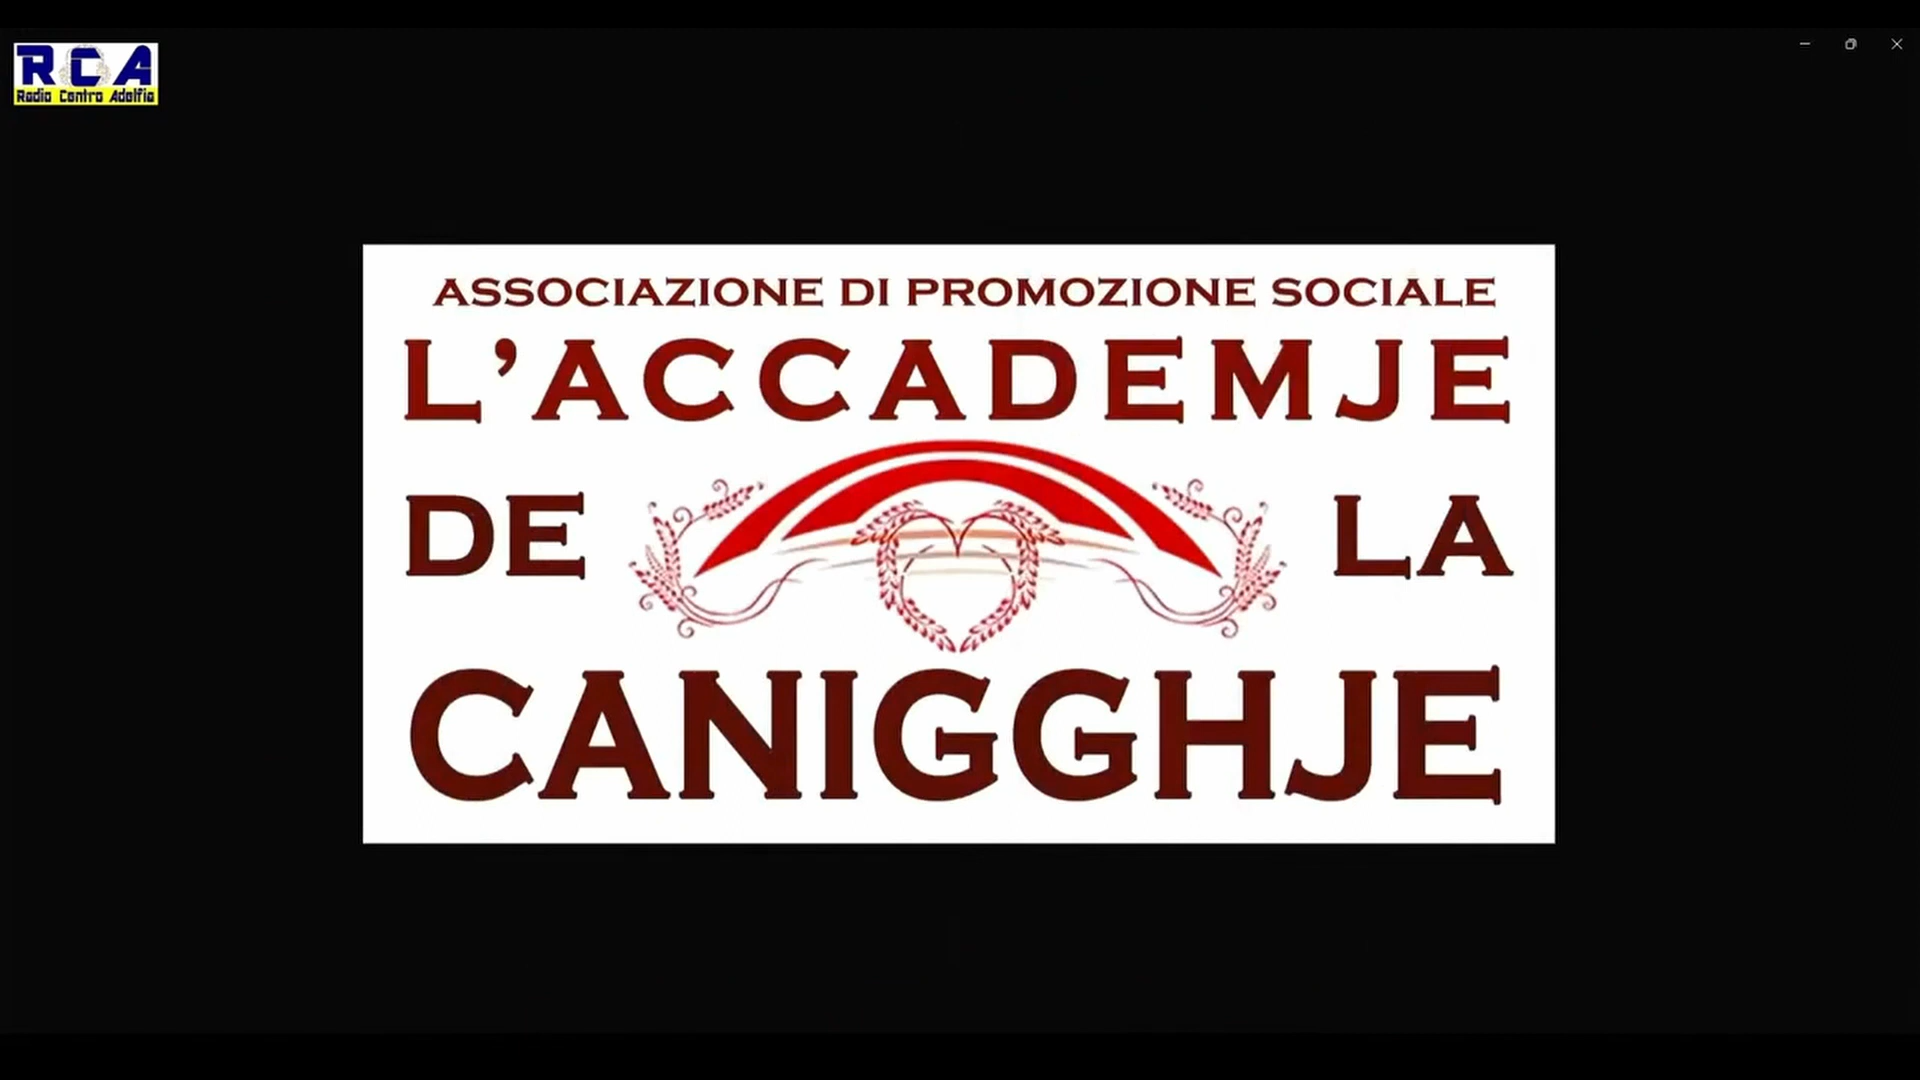 RCA
Radio Centro Adelfia
ASSOCIAZIONE DI PROMOZIONE SOCIALE
L’ACCADEMJE
DE LA
CANIGGHJE